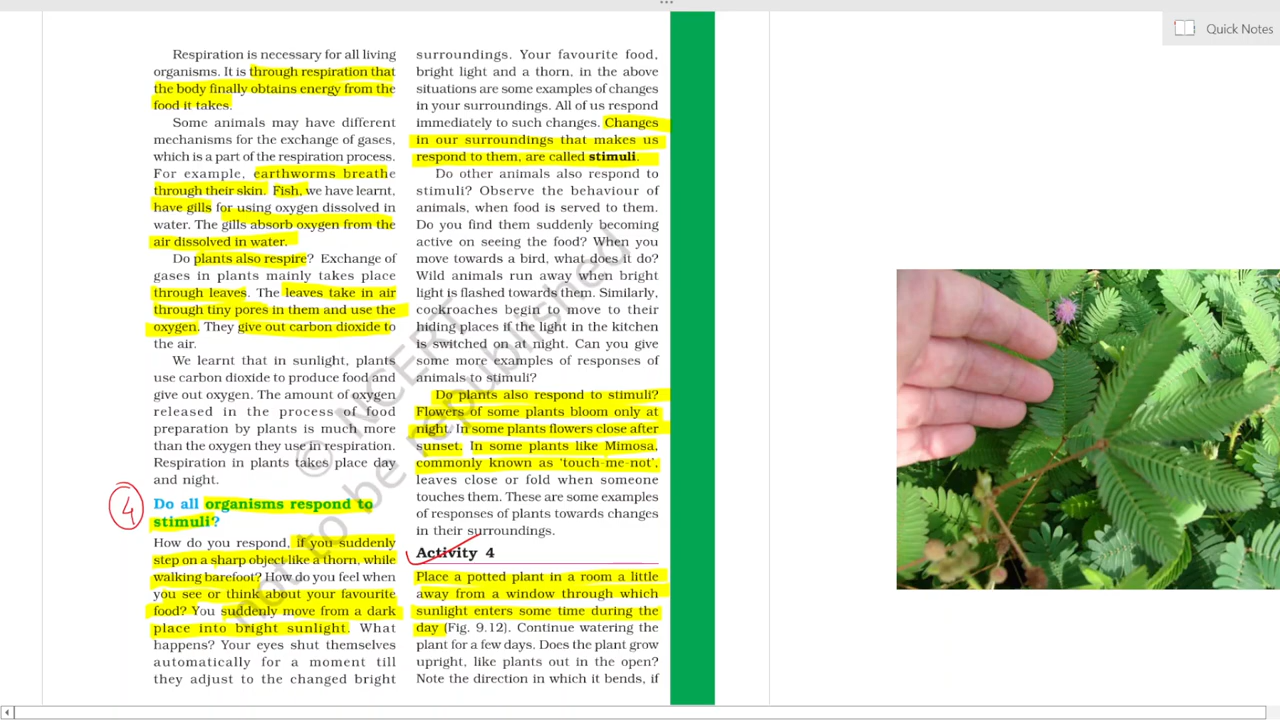 Quick Notes
Respiration is necessary for all living
organisms. It is through respiration that
the body finally obtains energy from the
food it takes.
Some animals may have different
mechanisms for the exchange of gases,
which is a part of the respiration process.
For example, earthworms breathe
through their skin. Fish, we have learnt,
have gills for using oxygen dissolved in
water. The gills absorb oxygen from the
air dissolved in water.
Do plants also respire? Exchange of
gases in plants mainly takes place
through leaves. The leaves take in air
through tiny pores in them and use the
oxygen. They give out carbon dioxide to
the air.
We learnt that in sunlight, plants
use carbon dioxide to produce food and
give out oxygen. The amount of oxygen
released in the process of food
preparation by plants is much more
than the oxygen they use in respiration.
Respiration in plants takes place day
and night.
4
Do all organisms respond to
stimuli?
How do you respond, if you suddenly
step on a sharp object like a thorn, while
walking barefoot? How do you feel when
you see or think about your favourite
food? You suddenly move from a dark
place into bright sunlight. What
happens? Your eyes shut themselves
automatically for a moment till
they adjust to the changed bright
surroundings. Your favourite food,
bright light and a thorn, in the above
situations are some examples of changes
in your surroundings. All of us respond
immediately to such changes. Changes
in our surroundings that makes us
respond to them, are called stimuli.
Do other animals also respond to
stimuli? Observe the behaviour of
animals, when food is served to them.
Do you find them suddenly becoming
active on seeing the food? When you
move towards a bird, what does it do?
Wild animals run away when bright
light is flashed towards them. Similarly,
cockroaches begin to move to their
hiding places if the light in the kitchen
is switched on at night. Can you give
some more examples of responses of
animals to stimuli?
Do plants also respond to stimuli?
Flowers of some plants bloom only at
night. In some plants flowers close after
sunset. In some plants like Mimosa,
commonly known as 'touch-me-not',
leaves close or fold when someone
touches them. These are some examples
of responses of plants towards changes
in their surroundings.
Activity 4
Place a potted plant in a room a little
away from a window through which
sunlight enters some time during the
day (Fig. 9.12). Continue watering the
plant for a few days. Does the plant grow
upright, like plants out in the open?
Note the direction in which it bends, if
© NCERT
not to be republished